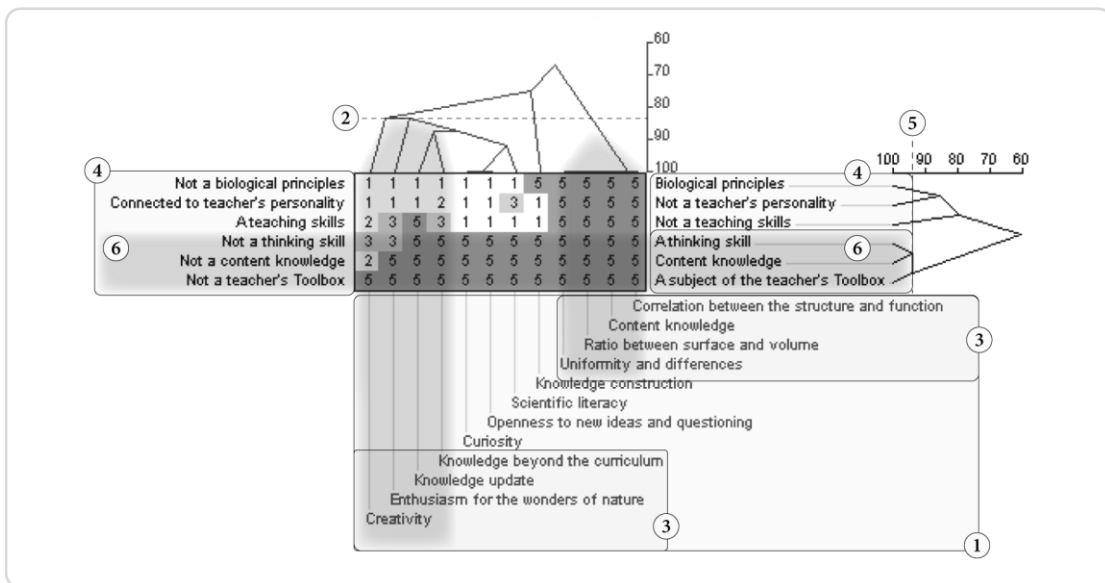 60
70
80
② 90 ⑤
100 100 90 80 70 60
④ Not a biological principles 1 1 1 1 1 1 1 5 5 5 5 5 Biological principles ④
Connected to teacher's personality 1 1 1 2 1 1 3 1 5 5 5 5 Not a teacher's personality
A teaching skills 2 3 5 3 1 1 1 1 5 5 5 5 Not a teaching skills
⑥ Not a thinking skill 3 3 5 5 5 5 5 5 5 5 5 5 A thinking skill ⑥
Not a content knowledge 2 5 5 5 5 5 5 5 5 5 5 5 Content knowledge
Not a teacher's Toolbox 5 5 5 5 5 5 5 5 5 5 5 5 A subject of the teacher's Toolbox
Correlation between the structure and function
Content knowledge
Ratio between surface and volume ③
Uniformity and differences
Knowledge construction
Scientific literacy
Openness to new ideas and questioning
Curiosity
Knowledge beyond the curriculum
Knowledge update
Enthusiasm for the wonders of nature
Creativity ③
①